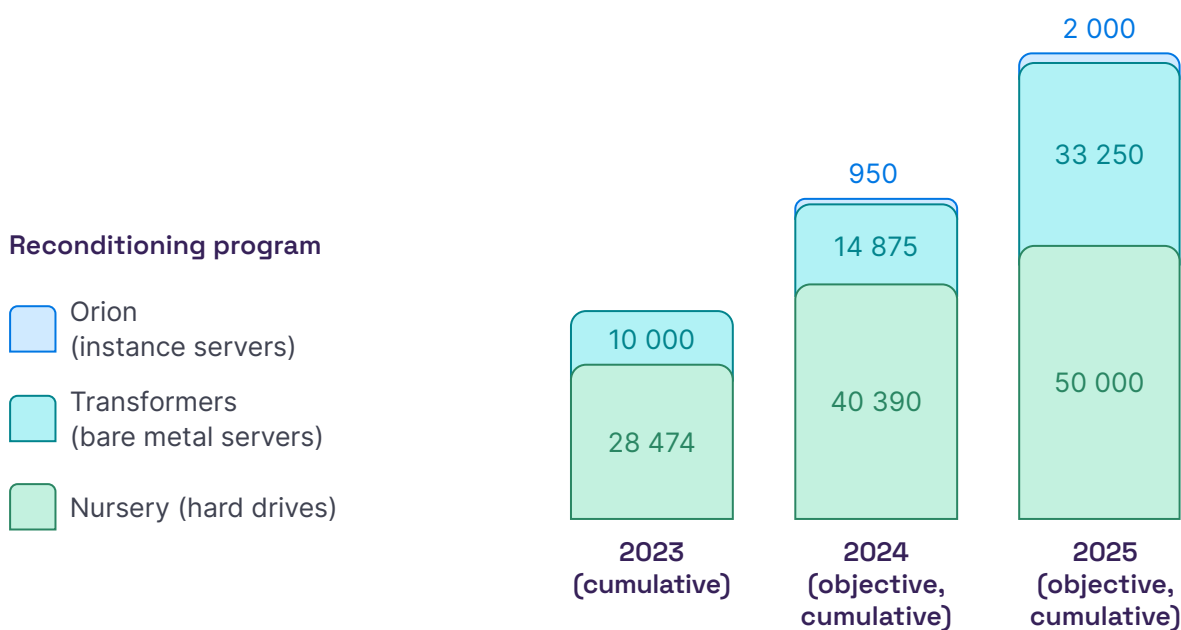 2 000
33 250
950
Reconditioning program
14 875
50 000
Orion
(instance servers)
10 000
40 390
Transformers
(bare metal servers)
28 474
Nursery (hard drives)
2023
(cumulative)
2024
(objective,
cumulative)
2025
(objective,
cumulative)